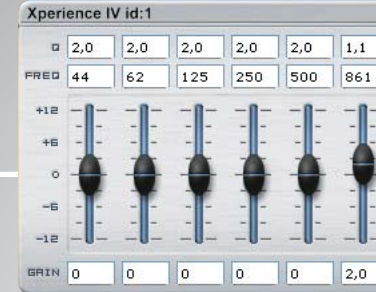 Xperience IV id:1
Q 2,0 2,0 2,0 2,0 2,0 1,1
FREQ 44 62 125 250 500 861
+12
+6
0
-6
-12
GAIN 0 0 0 0 0 2,0